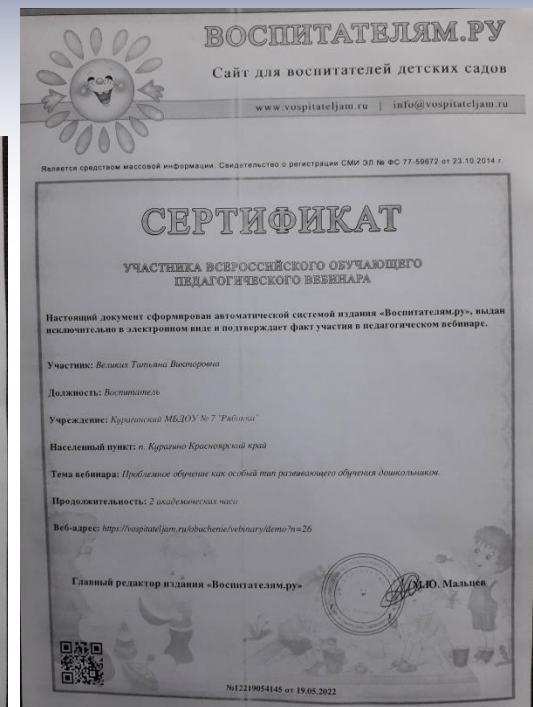 ВОСПИТАТЕЛЯМ.РУ
Сайт для воспитателей детских садов
www.vospitateljam.ru | info@vospitateljam.ru
Является средством массовой информации. Свидетельство о регистрации СМИ ЭЛ № ФС 77-59672 от 23.10.2014 г.
СЕРТИФИКАТ
УЧАСТНИКА ВСЕРОССИЙСКОГО ОБУЧАЮЩЕГО
ПЕДАГОГИЧЕСКОГО ВЕБИНАРА
Настоящий документ сформирован автоматической системой издания «Воспитателям.ру», выдан
исключительно в электронном виде и подтверждает факт участия в педагогическом вебинаре.
Участник: Великих Татьяна Викторовна
Должность: Воспитатель
Учреждение: Курагинский МБДОУ № 7 "Рябинка"
Населенный пункт: п. Курагино Красноярский край
Тема вебинара: Проблемное обучение как особый тип развивающего обучения дошкольников.
Продолжительность: 2 академических часа
Веб-адрес: https://vospitateljam.ru/obuchenie/vebinary/demo?n=26
Главный редактор издания «Воспитателям.ру» М.Ю. Мальцев
№12219054145 от 19.05.2022